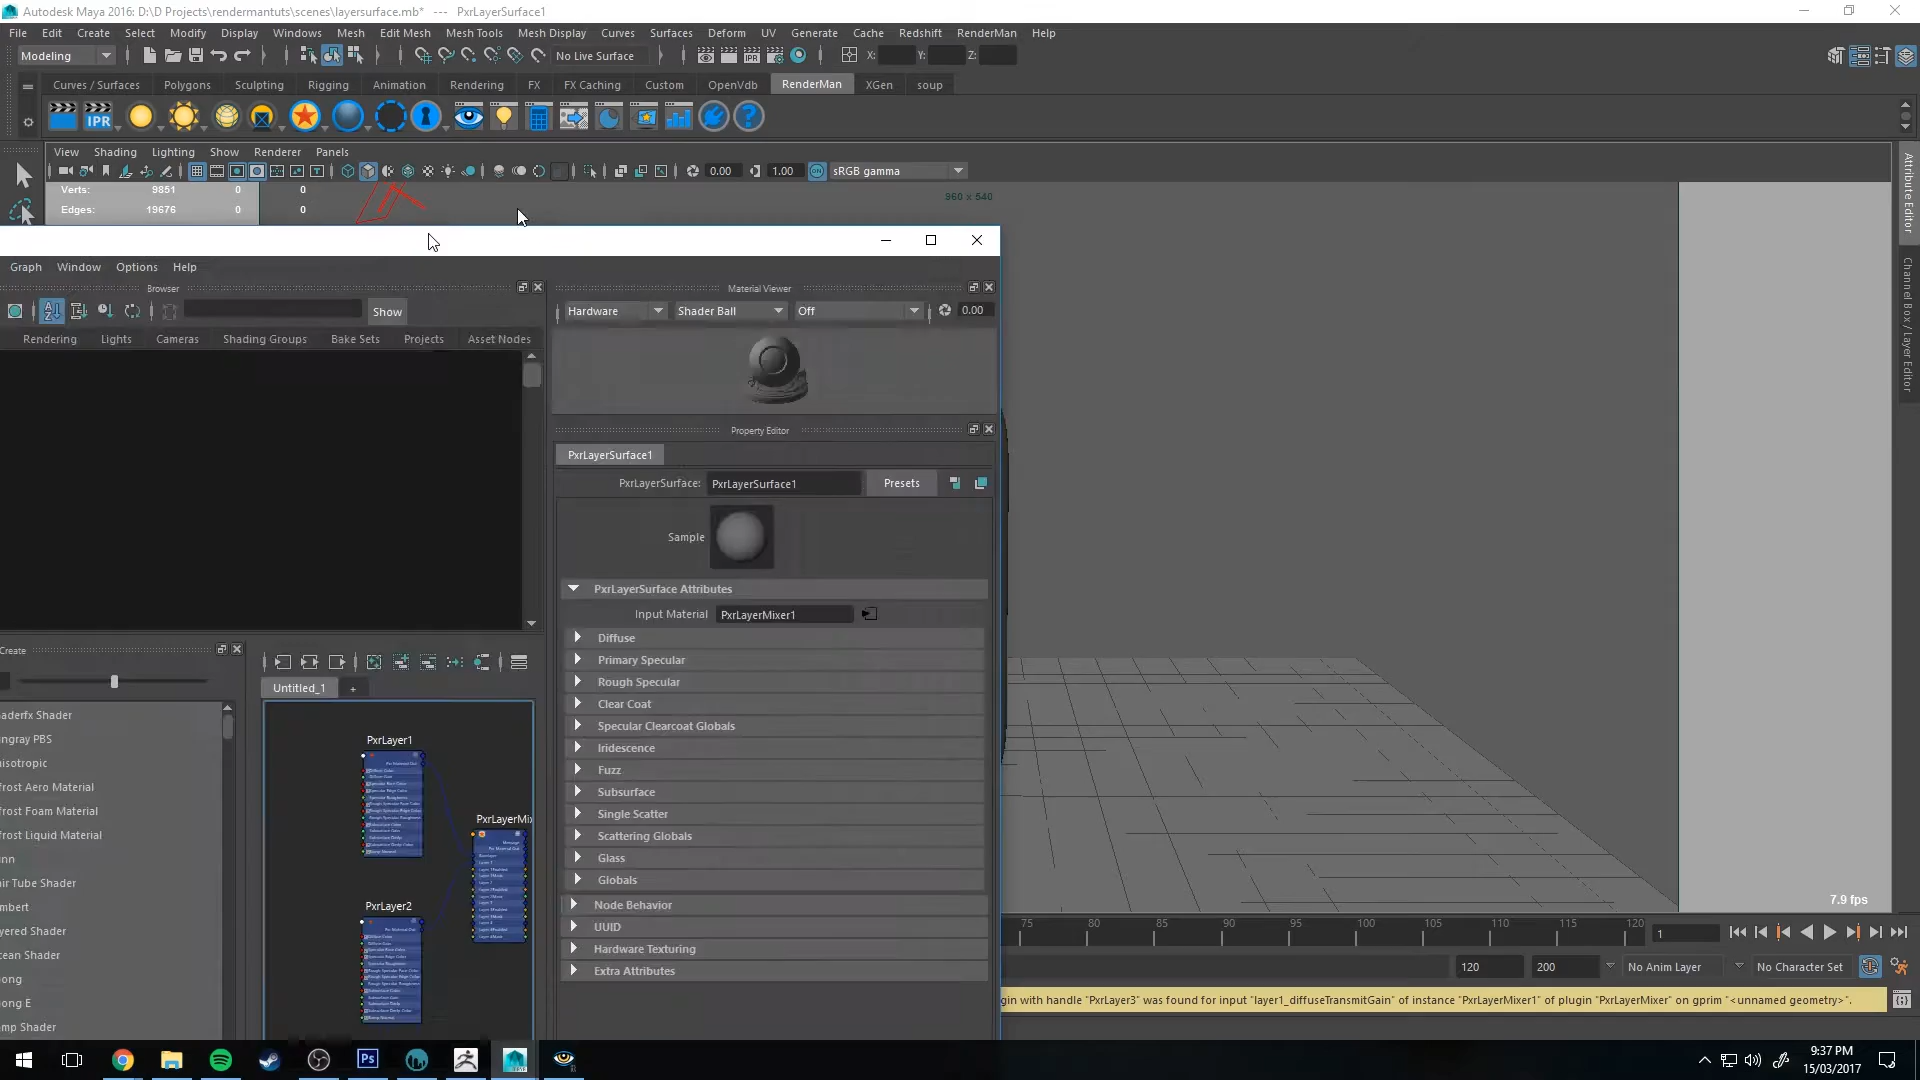 Autodesk Maya 2016: D:\D Projects\rendermantuts\scenes\layersurface.mb* --- PxrLayerSurface1
File Edit Create Select Modify Display Windows Mesh Edit Mesh Mesh Tools Mesh Display Curves Surfaces Deform UV Generate Cache Redshift RenderMan Help
Modeling No Live Surface X: Y: Z:
Curves / Surfaces Polygons Sculpting Rigging Animation Rendering FX FX Caching Custom OpenVdb RenderMan XGen soup
IPR
View Shading Lighting Show Renderer Panels
0.00 1.00 sRGB gamma
Verts: 9851 0 0
Edges: 19676 0 0
960 x 540
Attribute Editor
Channel Box / Layer Editor
Graph Window Options Help
Browser
Material Viewer
Show
Hardware Shader Ball Off 0.00
Rendering Lights Cameras Shading Groups Bake Sets Projects Asset Nodes
Property Editor
PxrLayerSurface1
PxrLayerSurface: PxrLayerSurface1 Presets
Sample
PxrLayerSurface Attributes
Input Material PxrLayerMixer1
Diffuse
Primary Specular
Rough Specular
Clear Coat
Specular Clearcoat Globals
Iridescence
Fuzz
Subsurface
Single Scatter
Scattering Globals
Glass
Globals
Node Behavior
UUID
Hardware Texturing
Extra Attributes
Create
Untitled_1 +
aderfx Shader
ngray PBS
isotropic
frost Aero Material
frost Foam Material
frost Liquid Material
inn
air Tube Shader
mbert
yered Shader
cean Shader
ong
ong E
mp Shader
PxrLayer1
PxrLayerMix
PxrLayer2
7.9 fps
75 80 85 90 95 100 105 110 115 120
1
120 200 No Anim Layer No Character Set
gin with handle "PxrLayer3" was found for input "layer1_diffuseTransmitGain" of instance "PxrLayerMixer1" of plugin "PxrLayerMixer" on gprim "<unnamed geometry>".
Ps
9:37 PM
15/03/2017